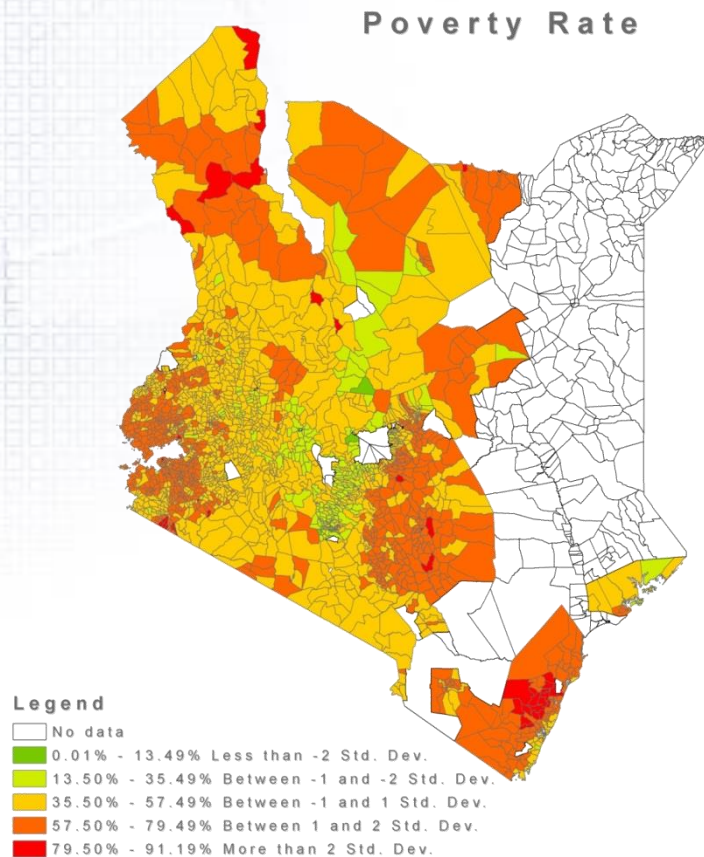 Poverty Rate
Legend
No data
0.01% - 13.49% Less than -2 Std. Dev.
13.50% - 35.49% Between -1 and -2 Std. Dev.
35.50% - 57.49% Between -1 and 1 Std. Dev.
57.50% - 79.49% Between 1 and 2 Std. Dev.
79.50% - 91.19% More than 2 Std. Dev.